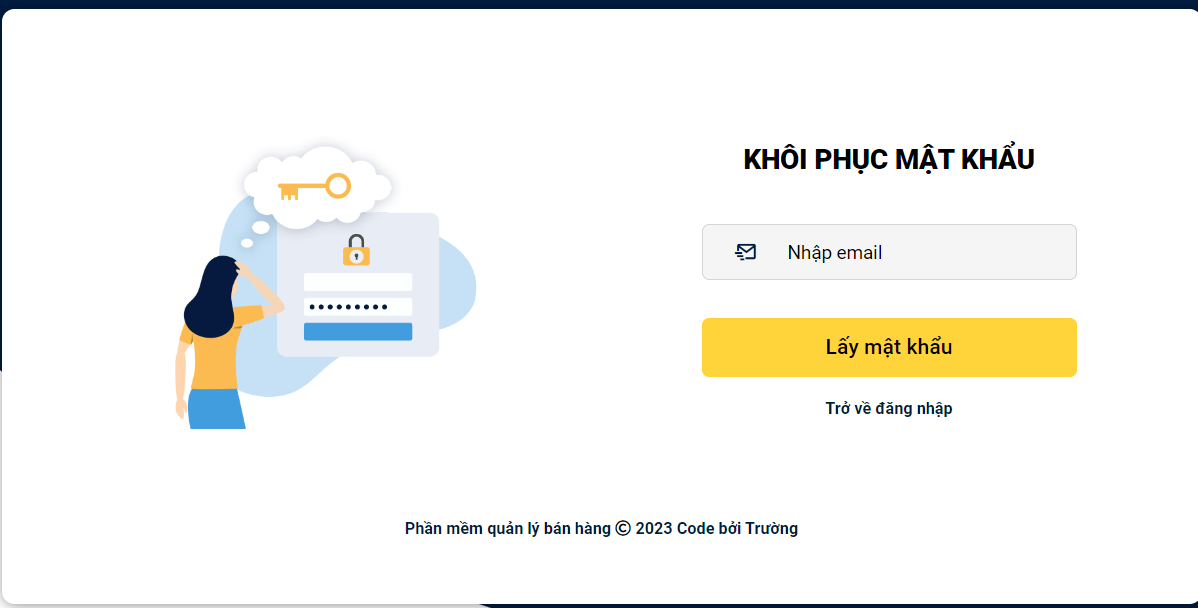 KHÔI PHỤC MẬT KHẨU
Nhập email
Lấy mật khẩu
Trở về đăng nhập
Phần mềm quản lý bán hàng © 2023 Code bởi Trường